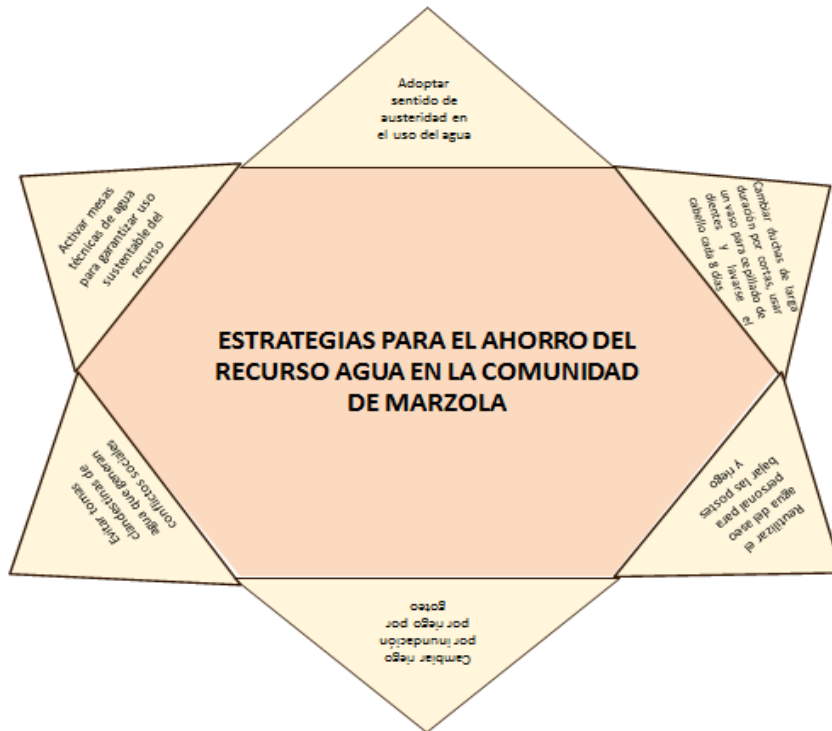 Adoptar
sentido de
austeridad en
el uso del agua
Cambiar duchas de larga
duración por cortas, usar
un vaso para cepillado de
dientes y lavarse el
cabello cada 8 días
Reutilizar el
agua del aseo
personal para
bajar las postes
y riego
Cambiar riego
por inundación
por riego por
goteo
Evitar tomas
clandestinas de
agua que generan
conflictos sociales
Activar mesas
técnicas de agua
para garantizar uso
sustentable del
recurso
ESTRATEGIAS PARA EL AHORRO DEL
RECURSO AGUA EN LA COMUNIDAD
DE MARZOLA